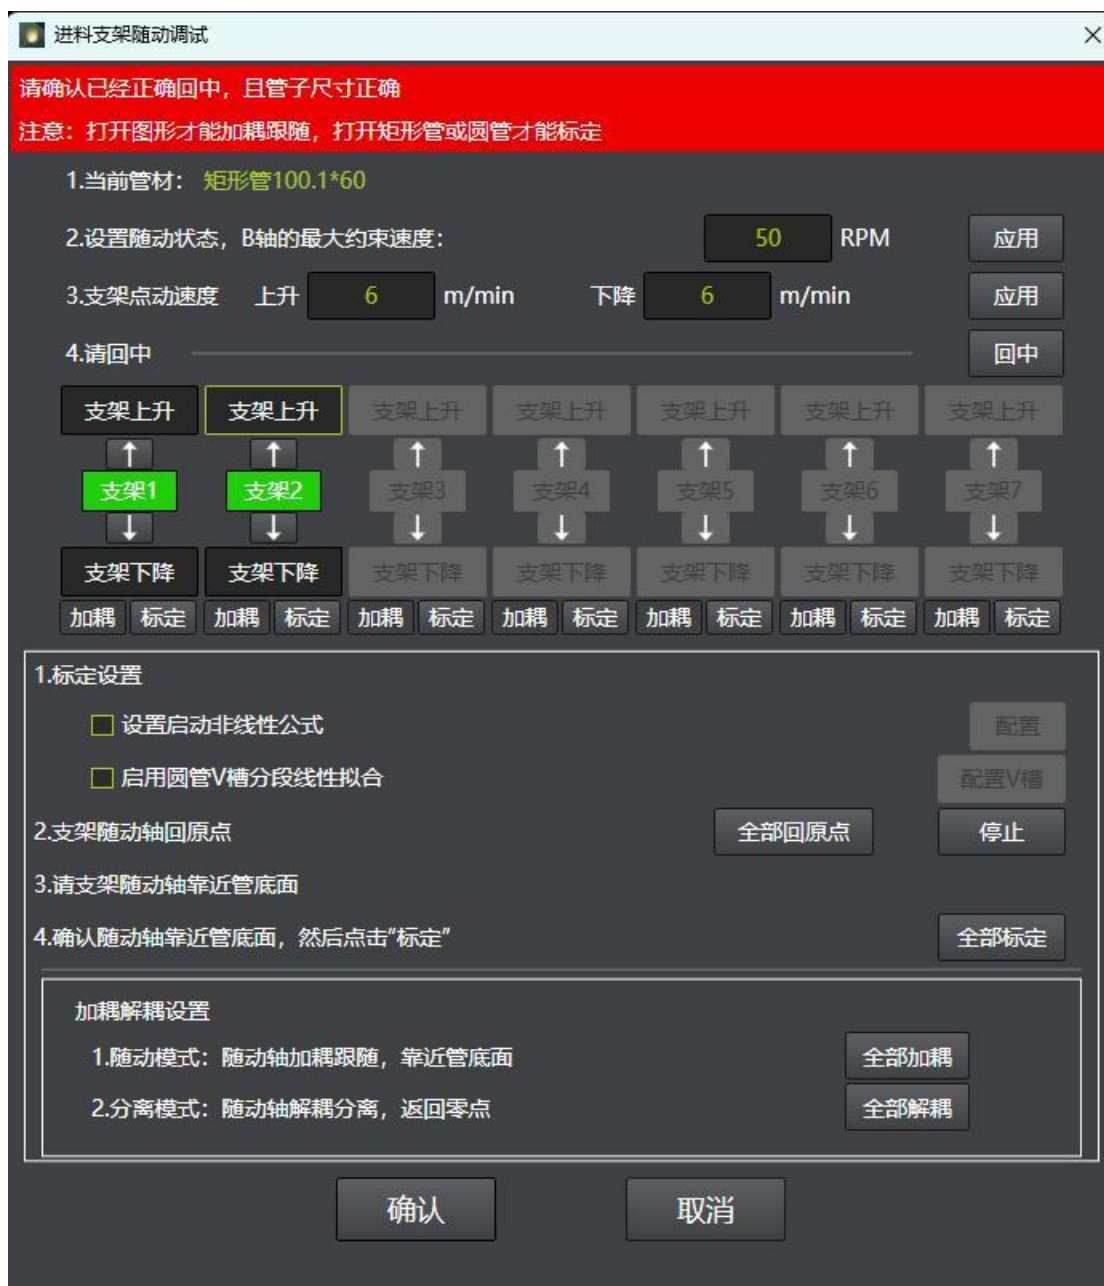 进料支架随动调试
请确认已经正确回中，且管子尺寸正确
注意：打开图形才能加耦跟随，打开矩形管或圆管才能标定
1.当前管材： 矩形管100.1*60
2.设置随动状态，B轴的最大约束速度： 50 RPM 应用
3.支架点动速度 上升 6 m/min 下降 6 m/min 应用
4.请回中 回中
支架上升 支架上升 支架上升 支架上升 支架上升 支架上升 支架上升
↑ ↑ ↑ ↑ ↑ ↑ ↑
支架1 支架2 支架3 支架4 支架5 支架6 支架7
↓ ↓ ↓ ↓ ↓ ↓ ↓
支架下降 支架下降 支架下降 支架下降 支架下降 支架下降 支架下降
加耦 标定 加耦 标定 加耦 标定 加耦 标定 加耦 标定 加耦 标定 加耦 标定
1.标定设置
设置启动非线性公式 配置
启用圆管V槽分段线性拟合 配置V槽
2.支架随动轴回原点 全部回原点 停止
3.请支架随动轴靠近管底面
4.确认随动轴靠近管底面，然后点击"标定" 全部标定
加耦解耦设置
1.随动模式：随动轴加耦跟随，靠近管底面 全部加耦
2.分离模式：随动轴解耦分离，返回零点 全部解耦
确认 取消